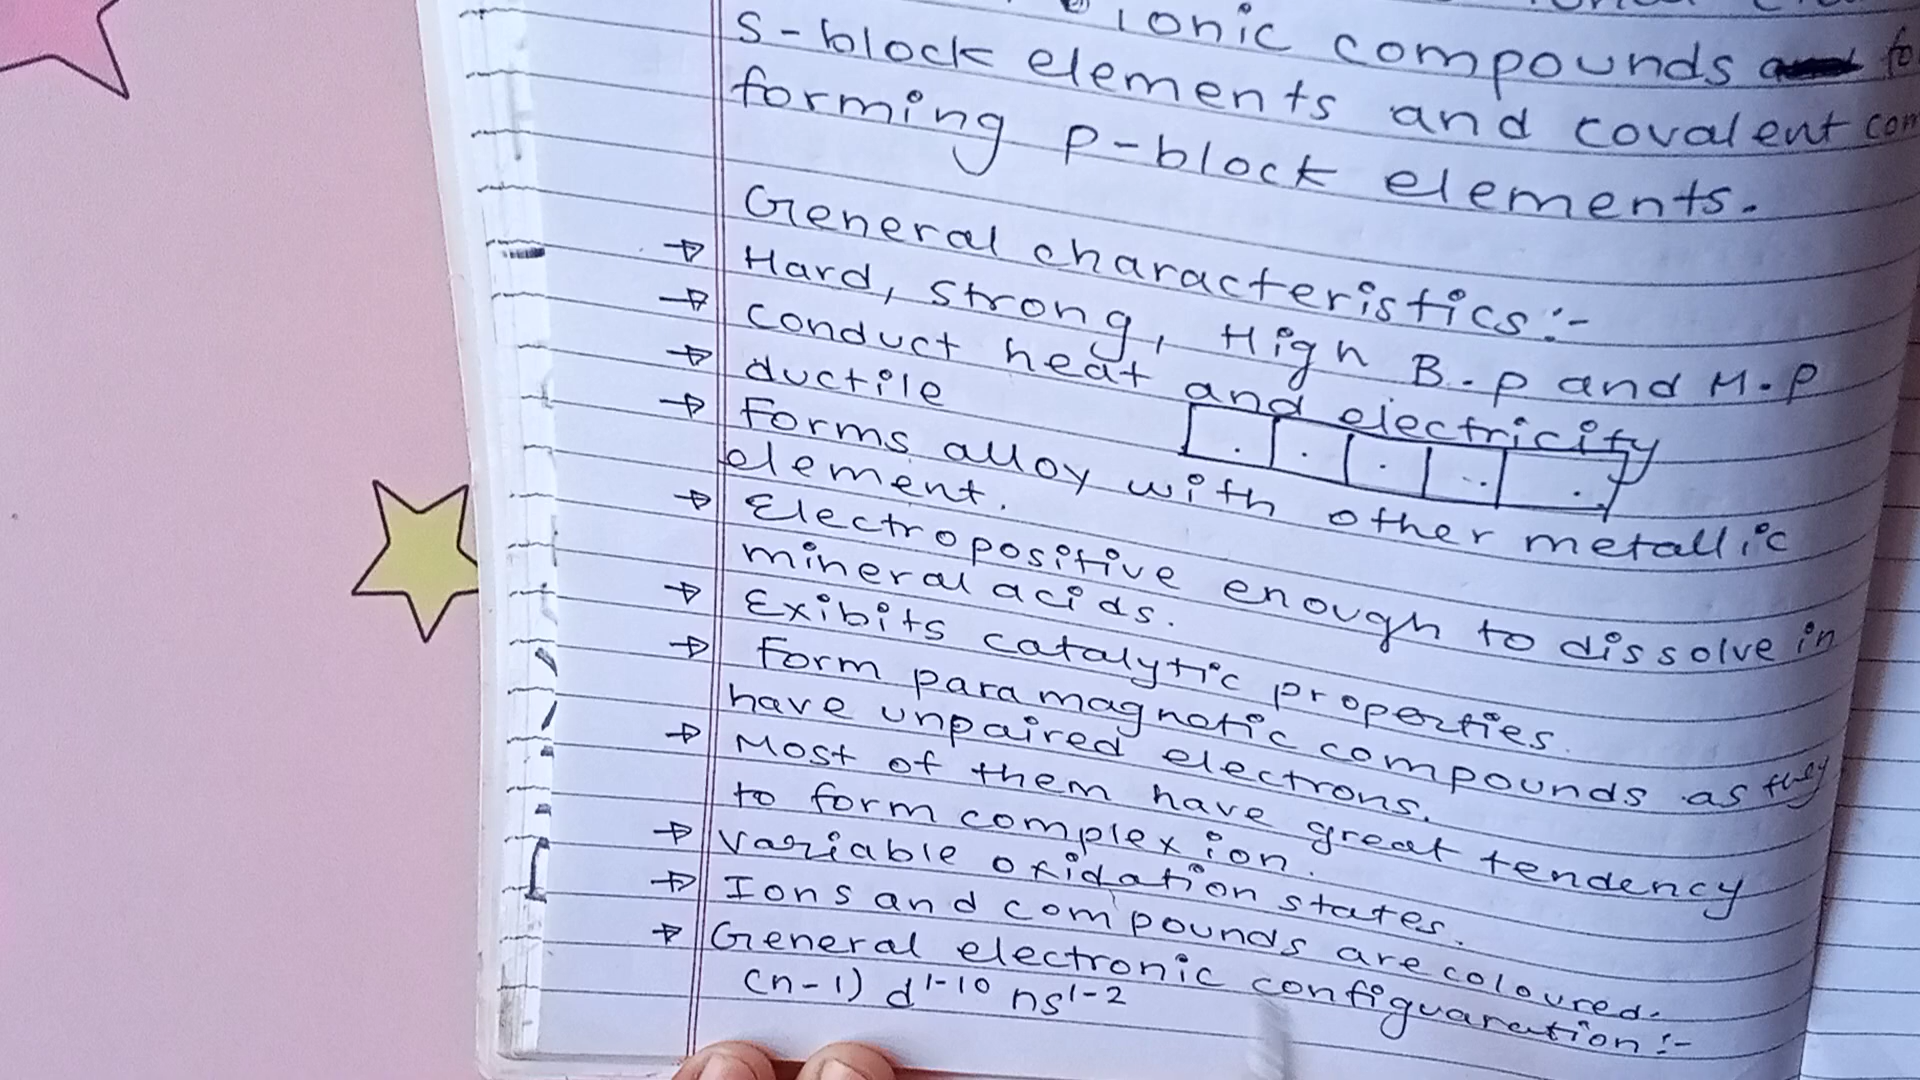 ionic compounds
s-block elements and covalent
forming p-block elements.
General characteristics:-
→ Hard, strong, High B.p and M.p
→ conduct heat and electricity
→ ductile
→ Forms alloy with other metallic
element.
→ Electropositive enough to dissolve in
mineral acids.
→ Exibits catalytic properties.
→ Form paramagnetic compounds as they
have unpaired electrons.
→ Most of them have great tendency
to form complex ion.
→ variable oxidation states.
→ Ions and compounds are coloured.
→ General electronic configuaration:-
(n-1) d¹⁻¹⁰ ns¹⁻²